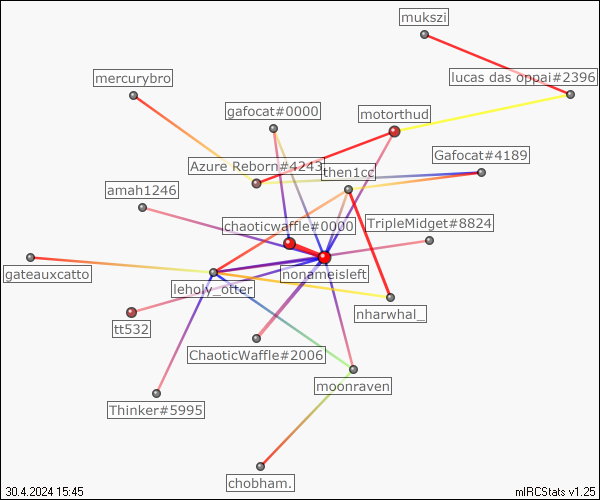 mukszi
mercurybro
lucas das oppai#2396
gafocat#0000
motorthud
Gafocat#4189
Azure Reborn#4243
then1cc
amah1246
chaoticwaffle#0000
TripleMidget#8824
gateauxcatto
nonameisleft
leholy_otter
nharwhal_
tt532
ChaoticWaffle#2006
moonraven
Thinker#5995
chobham.
30.4.2024 15:45
mIRCStats v1.25